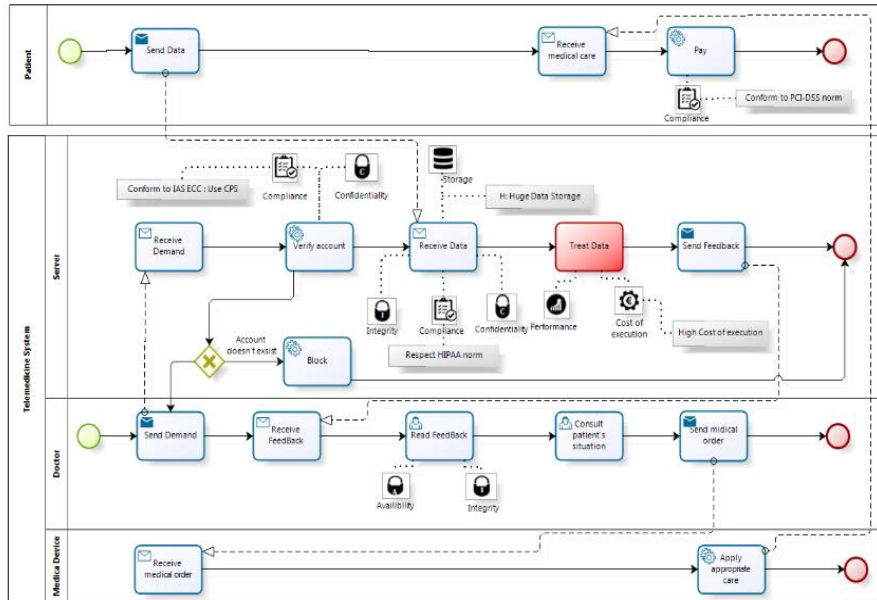 Patient
Send Data
Receive
medical care
Pay
Compliance
Conform to PCI-DSS norm
Telemedicine System
Server
Conform to IAS ECC : Use CPS
Compliance
C
Confidentiality
Storage
H: Huge Data Storage
Receive
Demand
Verify account
Receive Data
Treat Data
Send Feedback
I
Integrity
Compliance
C
Confidentiality
Respect HIPAA norm
Performance
€
Cost of
execution
High Cost of execution
Account
doesn't exsist
Block
Doctor
Send Demand
Receive
FeedBack
Read FeedBack
Consult
patient's
situation
Send midical
order
A
Availibility
I
Integrity
Medica Device
Receive
medical order
Apply
appropriate
care